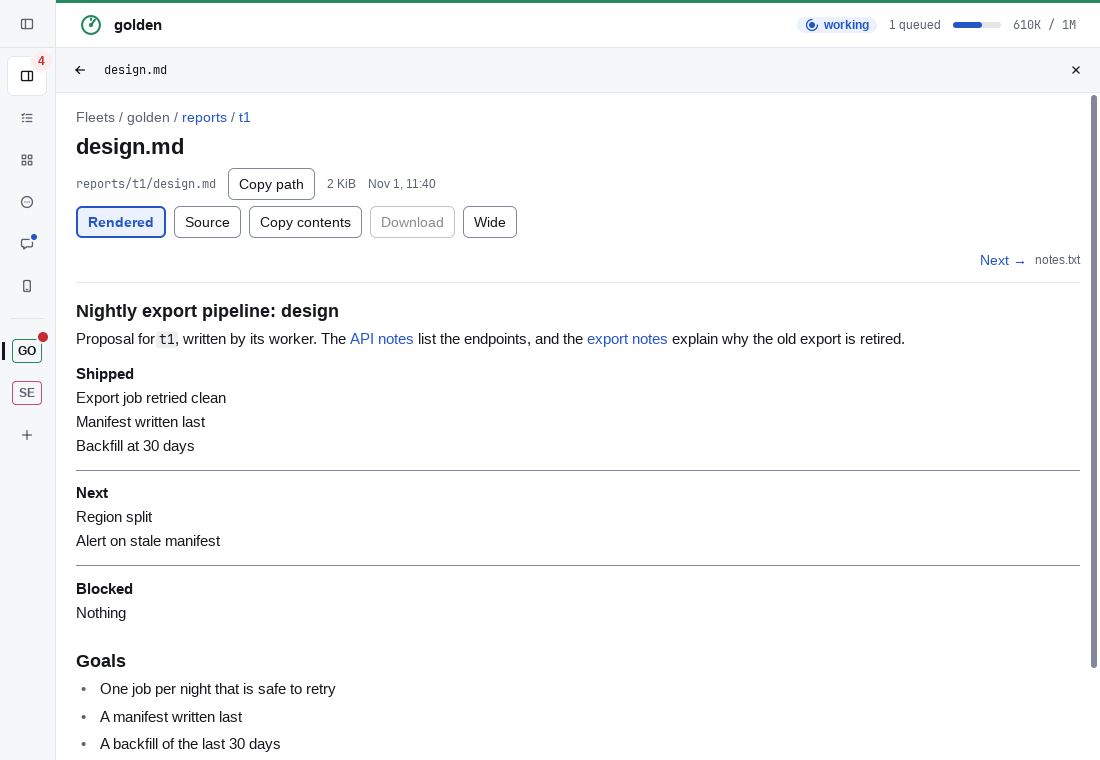 golden
working
1 queued
610K / 1M
4
design.md
Fleets / golden / reports / t1
design.md
reports/t1/design.md
Copy path
2 KiB
Nov 1, 11:40
Rendered
Source
Copy contents
Download
Wide
Next → notes.txt
Nightly export pipeline: design
Proposal for t1, written by its worker. The API notes list the endpoints, and the export notes explain why the old export is retired.
GO
Shipped
SE
Export job retried clean
Manifest written last
Backfill at 30 days
Next
Region split
Alert on stale manifest
Blocked
Nothing
Goals
• One job per night that is safe to retry
• A manifest written last
• A backfill of the last 30 days